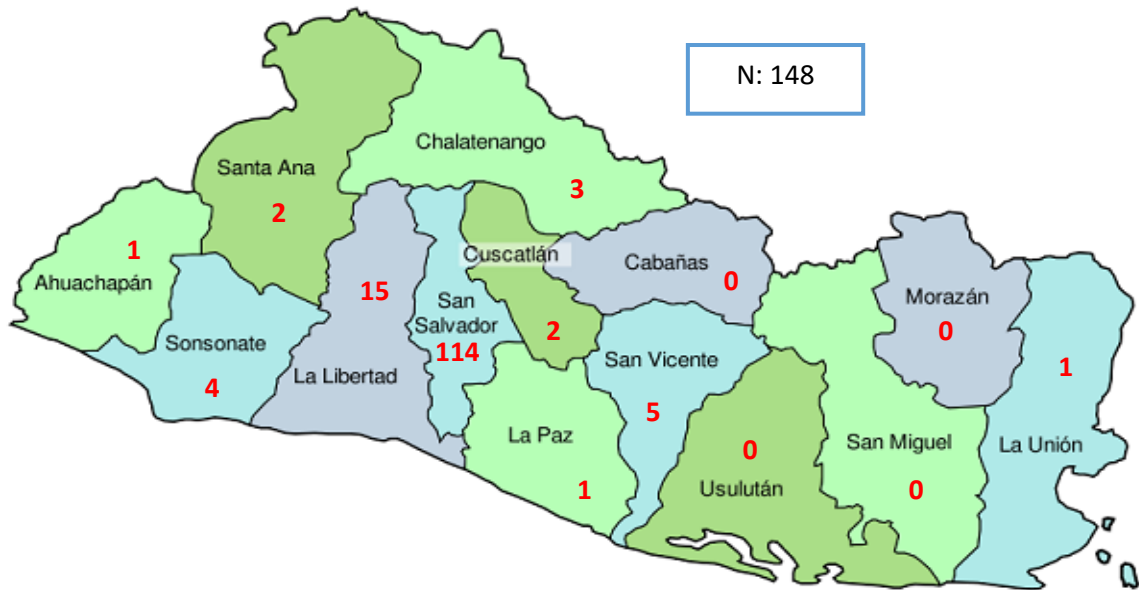 N: 148
Chalatenango
3
Santa Ana
2
1
Ahuachapán
Cuscatlán
2
Cabañas
0
15
La Libertad
San
Salvador
114
Sonsonate
4
San Vicente
5
Morazán
0
1
La Unión
La Paz
1
0
Usulután
San Miguel
0